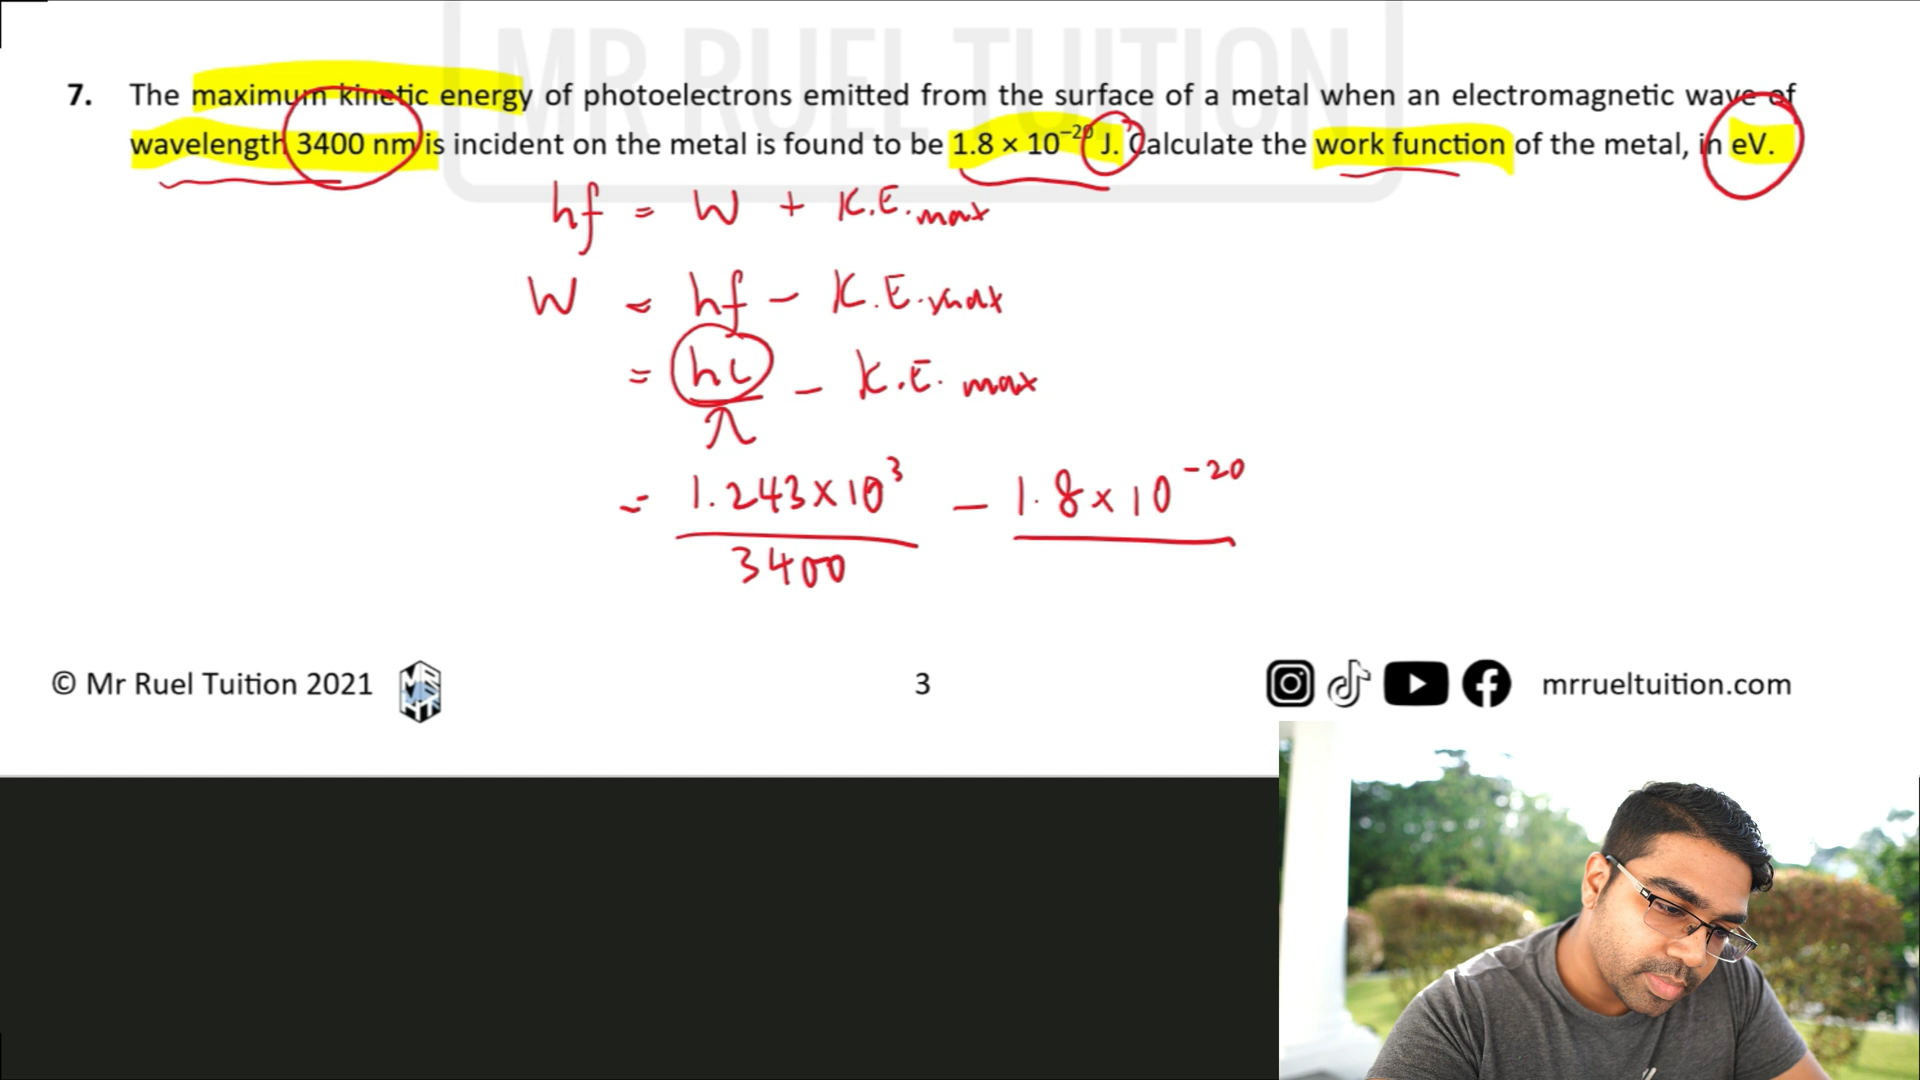 MR RUEL TUITION
7. The maximum kinetic energy of photoelectrons emitted from the surface of a metal when an electromagnetic wave of
wavelength 3400 nm is incident on the metal is found to be 1.8 × 10⁻²⁰ J. Calculate the work function of the metal, in eV.
hf = W + K.E.max
W = hf - K.E.max
= hc/λ - K.E.max
= 1.243×10³/3400 - 1.8×10⁻²⁰
© Mr Ruel Tuition 2021 3 mrrueltuition.com